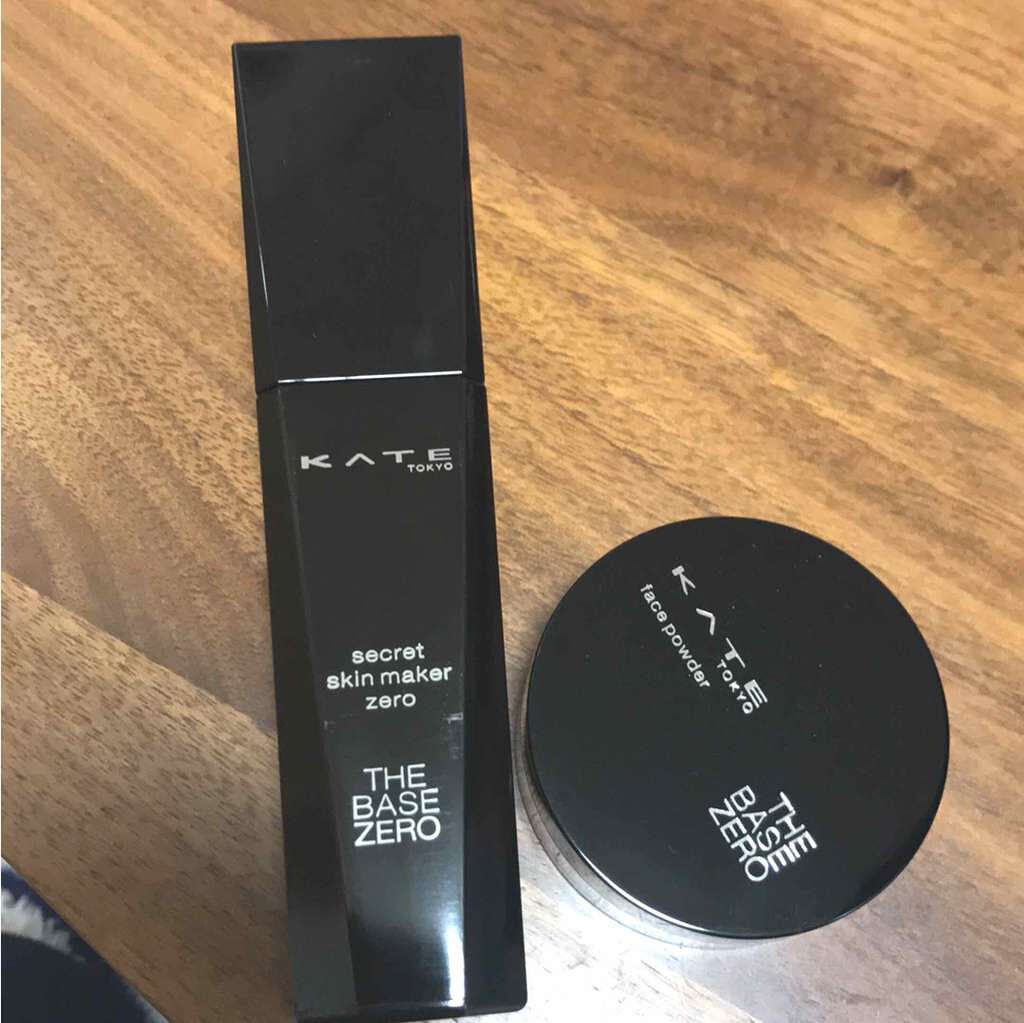 KATE
TOKYO
secret
skin maker
zero
THE
BASE
ZERO
KATE
TOKYO
face powder
THE
BASE
ZERO